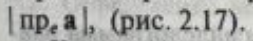 |пр_e a|, (рис. 2.17).